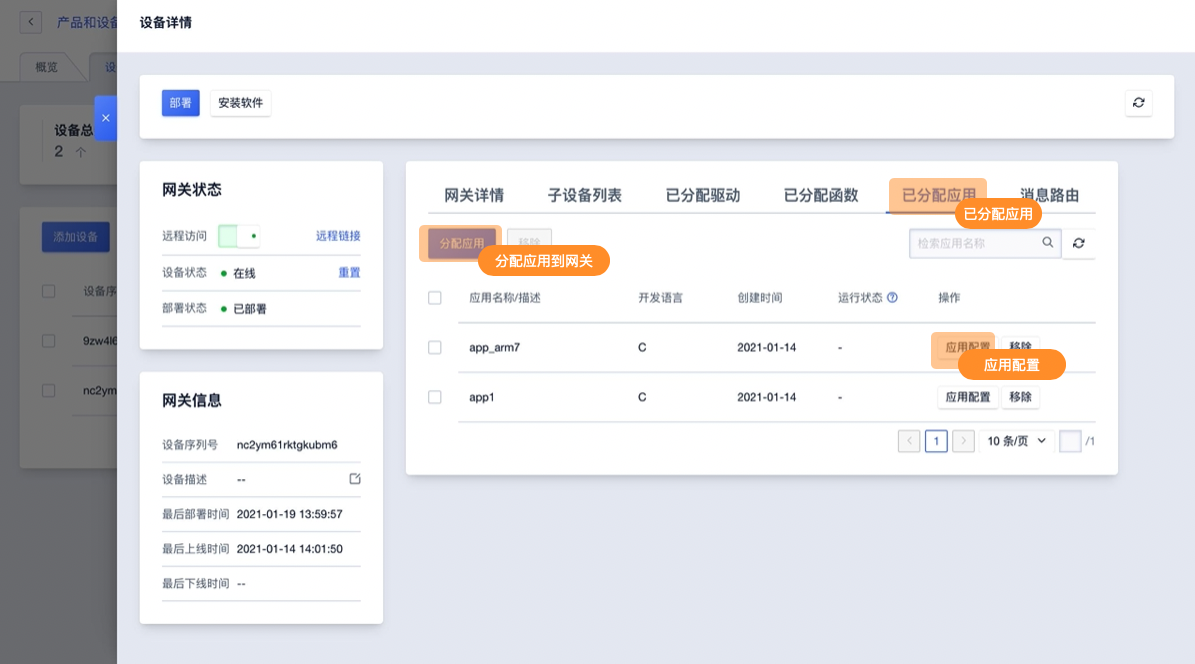 产品和设备
设备详情
概览
设
部署
安装软件
设备总
2 个
网关状态
远程访问
远程链接
设备状态
在线
重置
部署状态
已部署
网关信息
设备序列号 nc2ym61rktgkubm6
设备描述 --
最后部署时间 2021-01-19 13:59:57
最后上线时间 2021-01-14 14:01:50
最后下线时间 --
添加设备
设备序
9zw4l6
nc2ym
网关详情
子设备列表
已分配驱动
已分配函数
已分配应用
消息路由
已分配应用
分配应用
移除
分配应用到网关
检索应用名称
应用名称/描述
开发语言
创建时间
运行状态
操作
app_arm7 C 2021-01-14 - 应用配置 移除
应用配置
app1 C 2021-01-14 - 应用配置 移除
1
10 条/页
/1